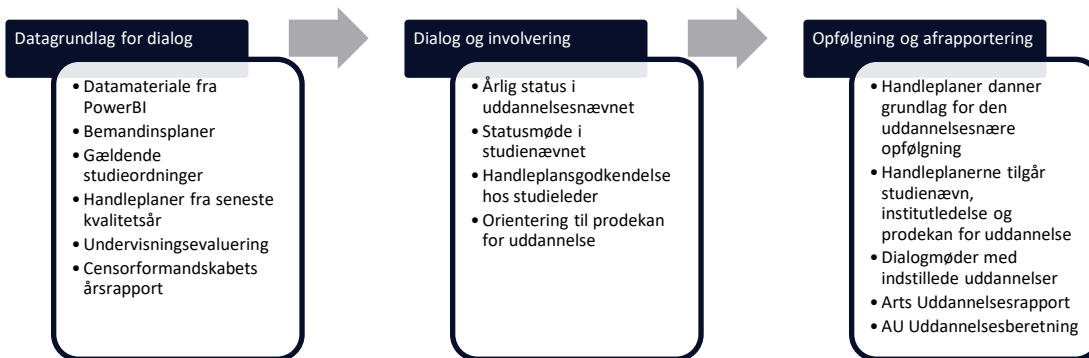 Datagrundlag for dialog
• Datamateriale fra
PowerBI
• Bemandinsplaner
• Gældende
studieordninger
• Handleplaner fra seneste
kvalitetsår
• Undervisningsevaluering
• Censorformandskabets
årsrapport
Dialog og involvering
• Årlig status i
uddannelsesnævnet
• Statusmøde i
studienævnet
• Handleplansgodkendelse
hos studieleder
• Orientering til prodekan
for uddannelse
Opfølgning og afrapportering
• Handleplaner danner
grundlag for den
uddannelsesnære
opfølgning
• Handleplanerne tilgår
studienævn,
institutledelse og
prodekan for uddannelse
• Dialogmøder med
indstillede uddannelser
• Arts Uddannelsesrapport
• AU Uddannelsesberetning